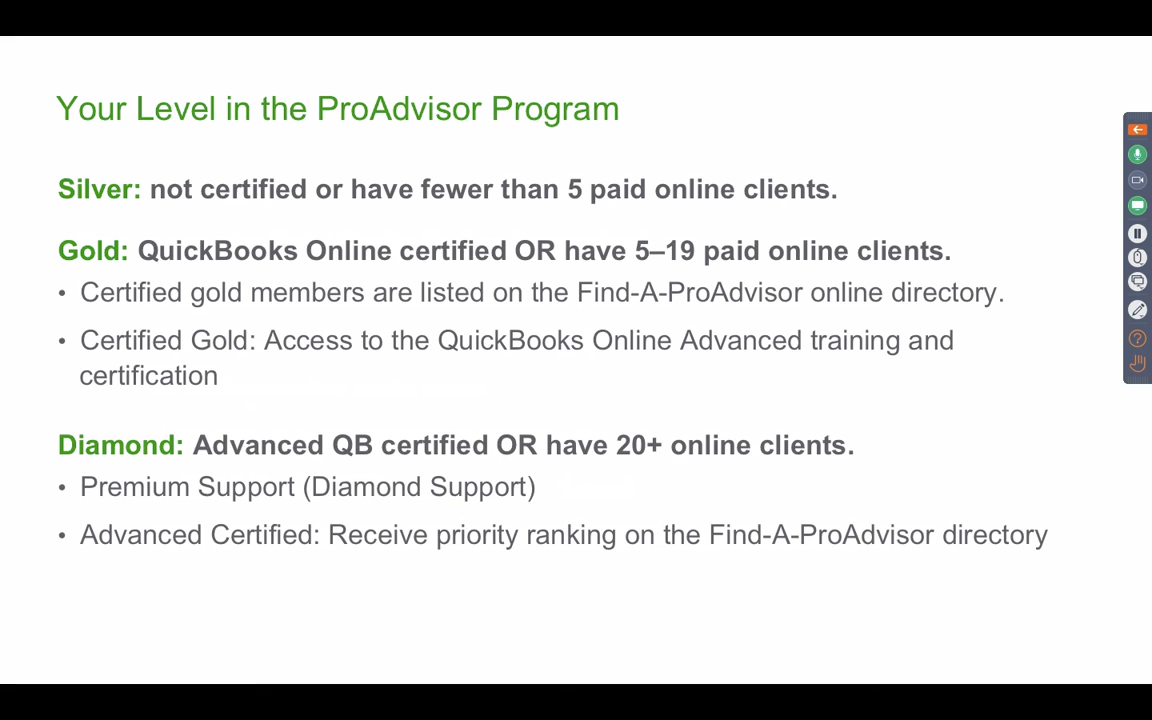 Your Level in the ProAdvisor Program
Silver: not certified or have fewer than 5 paid online clients.
Gold: QuickBooks Online certified OR have 5–19 paid online clients.
• Certified gold members are listed on the Find-A-ProAdvisor online directory.
• Certified Gold: Access to the QuickBooks Online Advanced training and
certification
Diamond: Advanced QB certified OR have 20+ online clients.
• Premium Support (Diamond Support)
• Advanced Certified: Receive priority ranking on the Find-A-ProAdvisor directory